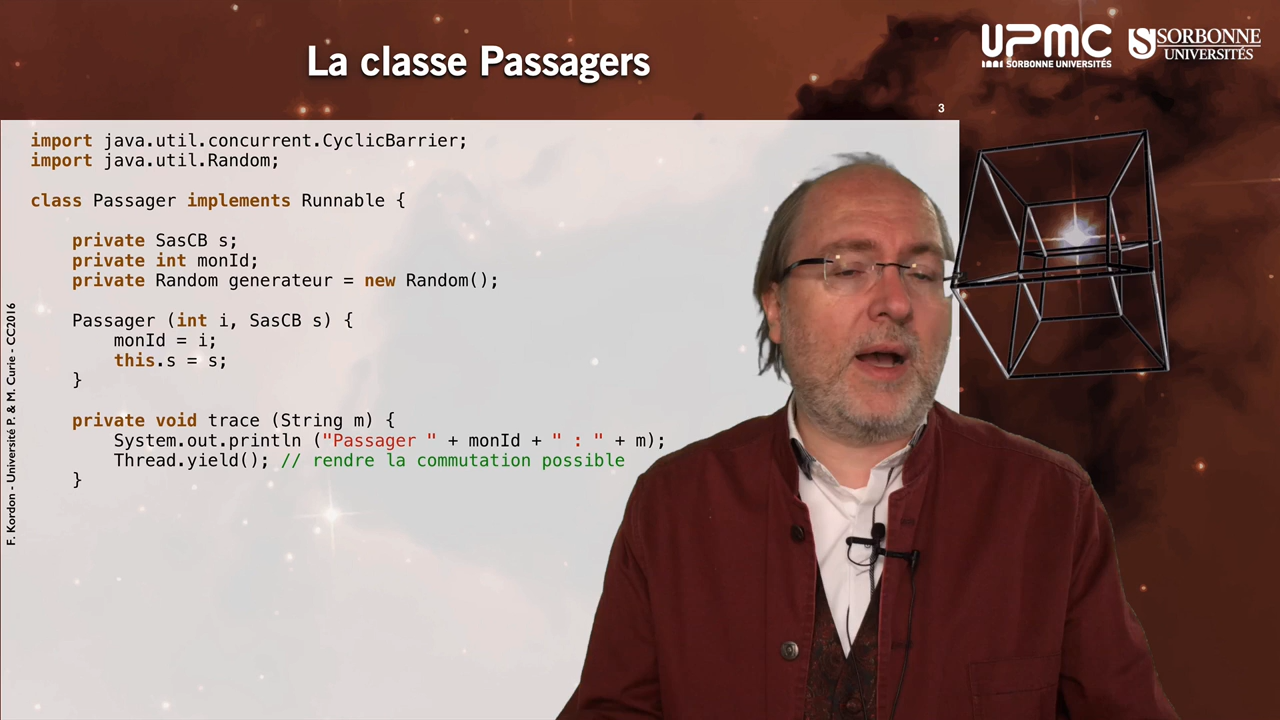 La classe Passagers
UPMC
SORBONNE UNIVERSITÉS
SORBONNE
UNIVERSITÉS
3
import java.util.concurrent.CyclicBarrier;
import java.util.Random;
class Passager implements Runnable {
private SasCB s;
private int monId;
private Random generateur = new Random();
Passager (int i, SasCB s) {
monId = i;
this.s = s;
}
private void trace (String m) {
System.out.println ("Passager " + monId + " : " + m);
Thread.yield(); // rendre la commutation possible
}
F. Kordon - Université P. & M. Curie - CC2016